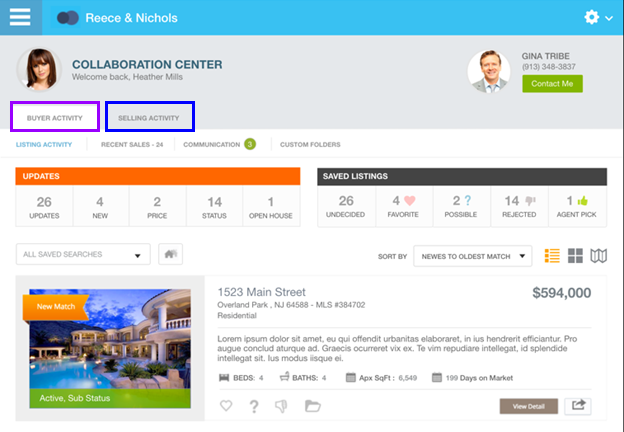 Reece & Nichols
COLLABORATION CENTER
Welcome back, Heather Mills
GINA TRIBE
(913) 348-3837
Contact Me
BUYER ACTIVITY
SELLING ACTIVITY
LISTING ACTIVITY
RECENT SALES - 24
COMMUNICATION 3
CUSTOM FOLDERS
UPDATES
26 4 2 14 1
UPDATES NEW PRICE STATUS OPEN HOUSE
SAVED LISTINGS
26 4 2 14 1
UNDECIDED FAVORITE POSSIBLE REJECTED AGENT PICK
ALL SAVED SEARCHES
SORT BY NEWES TO OLDEST MATCH
New Match
Active, Sub Status
1523 Main Street
$594,000
Overland Park , NJ 64588 - MLS #384702
Residential
Lorem ipsum dolor sit amet, eu qui offendit urbanitas elaboraret, in ius hendrerit efficiantur. Pro
augue conclud aturque ad. Graecis ocurreret vix ex. Te vim repudiare intellegat, id splendide
intellegat sit. Ius modus iisque ei.
BEDS: 4 BATHS: 4 Apx SqFt : 6,549 199 Days on Market
View Detail